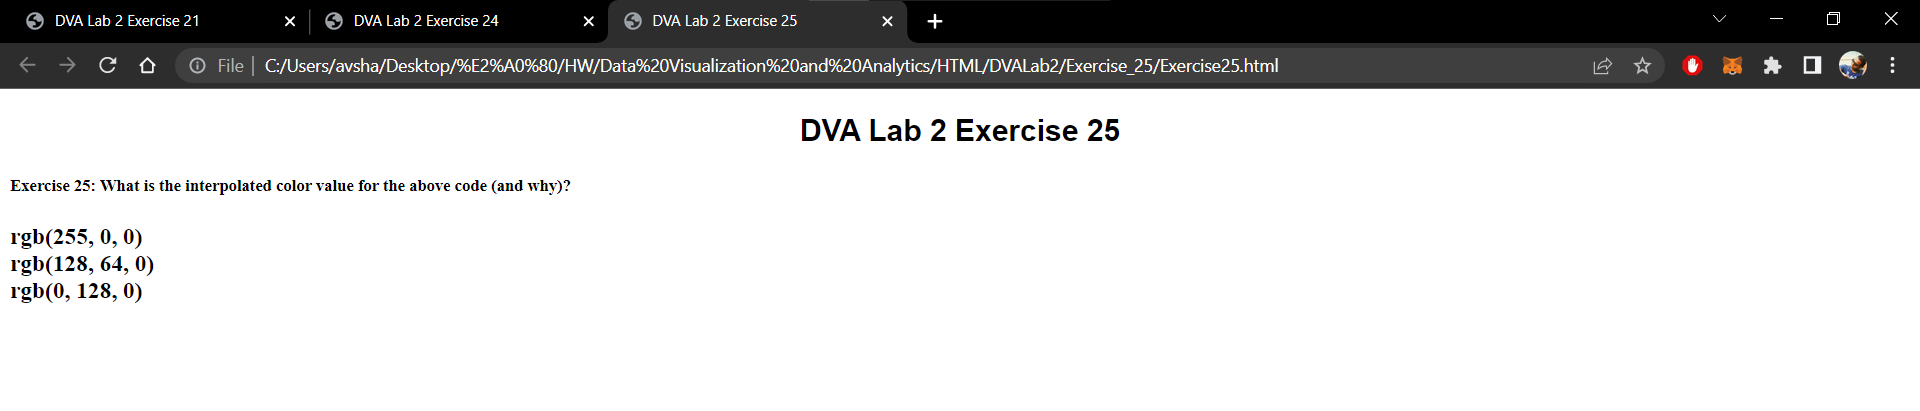 DVA Lab 2 Exercise 21
DVA Lab 2 Exercise 24
DVA Lab 2 Exercise 25
File | C:/Users/avsha/Desktop/%E2%A0%80/HW/Data%20Visualization%20and%20Analytics/HTML/DVALab2/Exercise_25/Exercise25.html
DVA Lab 2 Exercise 25
Exercise 25: What is the interpolated color value for the above code (and why)?
rgb(255, 0, 0)
rgb(128, 64, 0)
rgb(0, 128, 0)